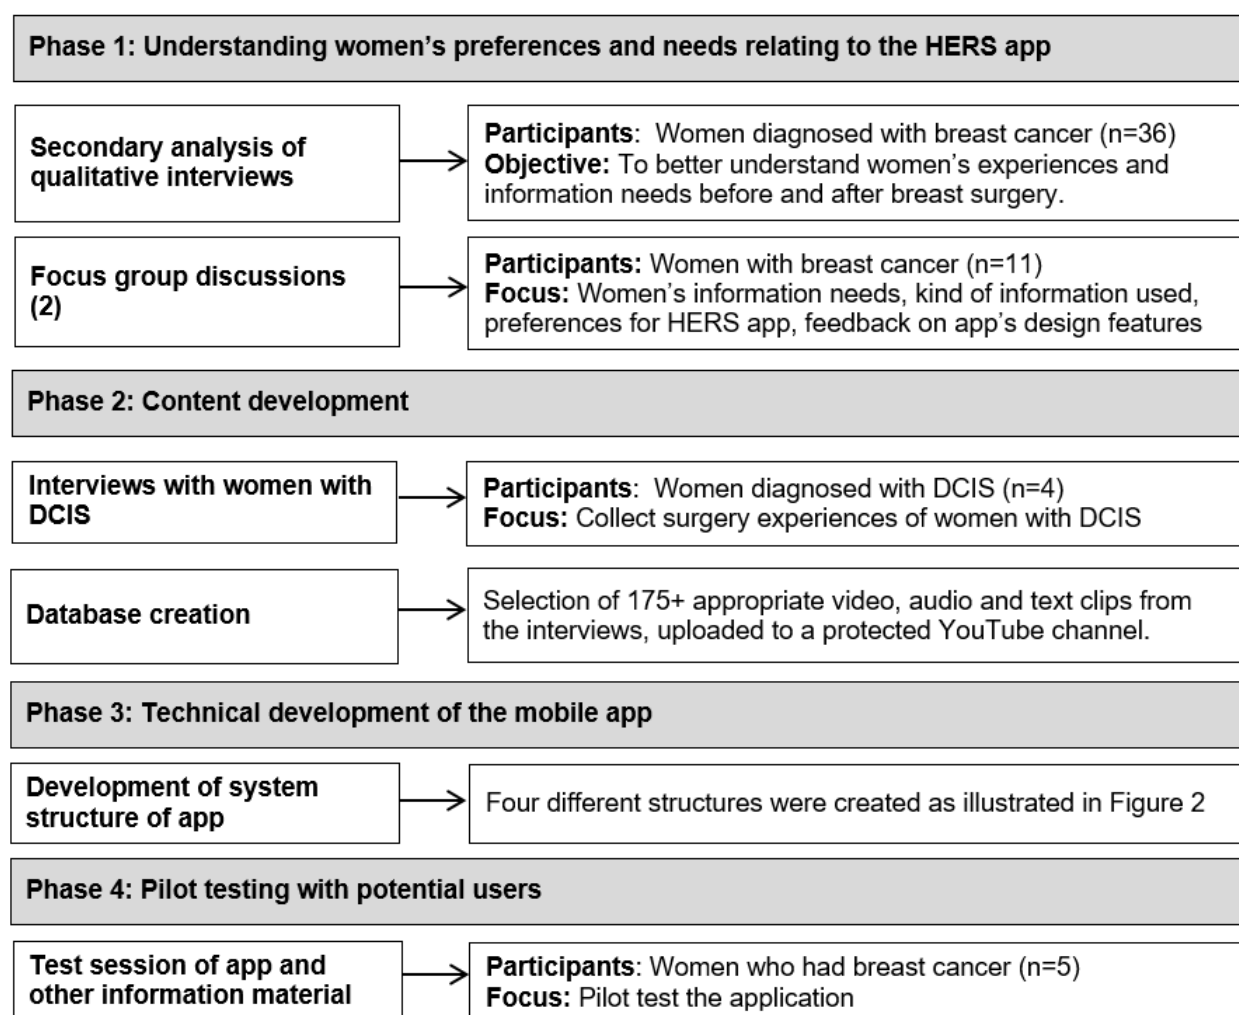 Phase 1: Understanding women's preferences and needs relating to the HERS app
Secondary analysis of
qualitative interviews
Participants:  Women diagnosed with breast cancer (n=36)
Objective: To better understand women's experiences and
information needs before and after breast surgery.
Focus group discussions
(2)
Participants: Women with breast cancer (n=11)
Focus: Women's information needs, kind of information used,
preferences for HERS app, feedback on app's design features
Phase 2: Content development
Interviews with women with
DCIS
Participants:  Women diagnosed with DCIS (n=4)
Focus: Collect surgery experiences of women with DCIS
Database creation
Selection of 175+ appropriate video, audio and text clips from
the interviews, uploaded to a protected YouTube channel.
Phase 3: Technical development of the mobile app
Development of system
structure of app
Four different structures were created as illustrated in Figure 2
Phase 4: Pilot testing with potential users
Test session of app and
other information material
Participants: Women who had breast cancer (n=5)
Focus: Pilot test the application